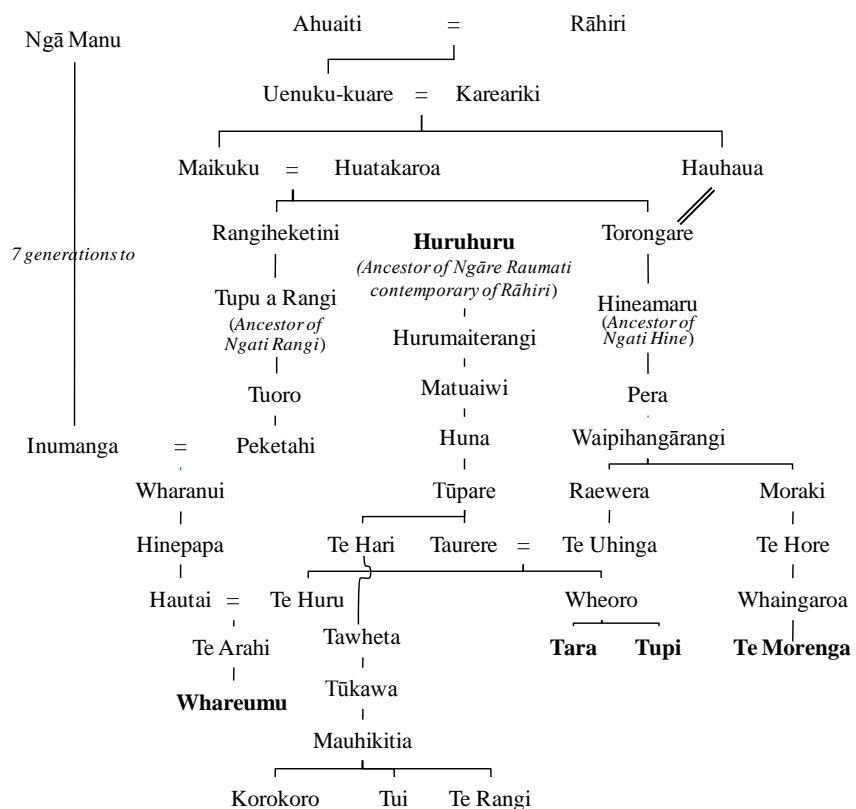 Ahuaiti = Rāhiri
Ngā Manu
Uenuku-kuare = Kareariki
Maikuku = Huatakaroa Hauhaua
Rangiheketini Huruhuru Torongare
7 generations to (Ancestor of Ngāre Raumati
contemporary of Rāhiri)
Tupu a Rangi Hineamaru
(Ancestor of (Ancestor of
Ngati Rangi) Ngati Hine)
Hurumaiterangi
Tuoro Matuaiwi Pera
Inumanga = Peketahi Huna Waipihangārangi
Wharanui Tūpare Raewera Moraki
Hinepapa Te Hari Taurere = Te Uhinga Te Hore
Hautai = Te Huru Wheoro Whaingaroa
Te Arahi Tawheta Tara Tupi Te Morenga
Whareumu Tūkawa
Mauhikitia
Korokoro Tui Te Rangi